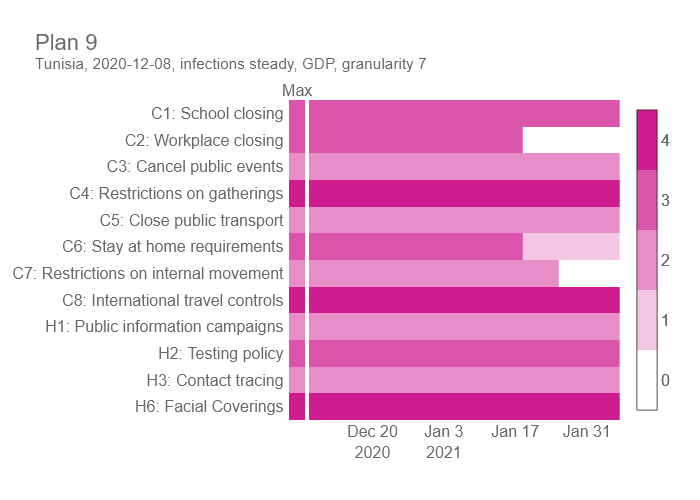 Plan 9
Tunisia, 2020-12-08, infections steady, GDP, granularity 7
Max
C1: School closing
C2: Workplace closing
C3: Cancel public events
C4: Restrictions on gatherings
C5: Close public transport
C6: Stay at home requirements
C7: Restrictions on internal movement
C8: International travel controls
H1: Public information campaigns
H2: Testing policy
H3: Contact tracing
H6: Facial Coverings
Dec 20 Jan 3 Jan 17 Jan 31
2020 2021
4
3
2
1
0